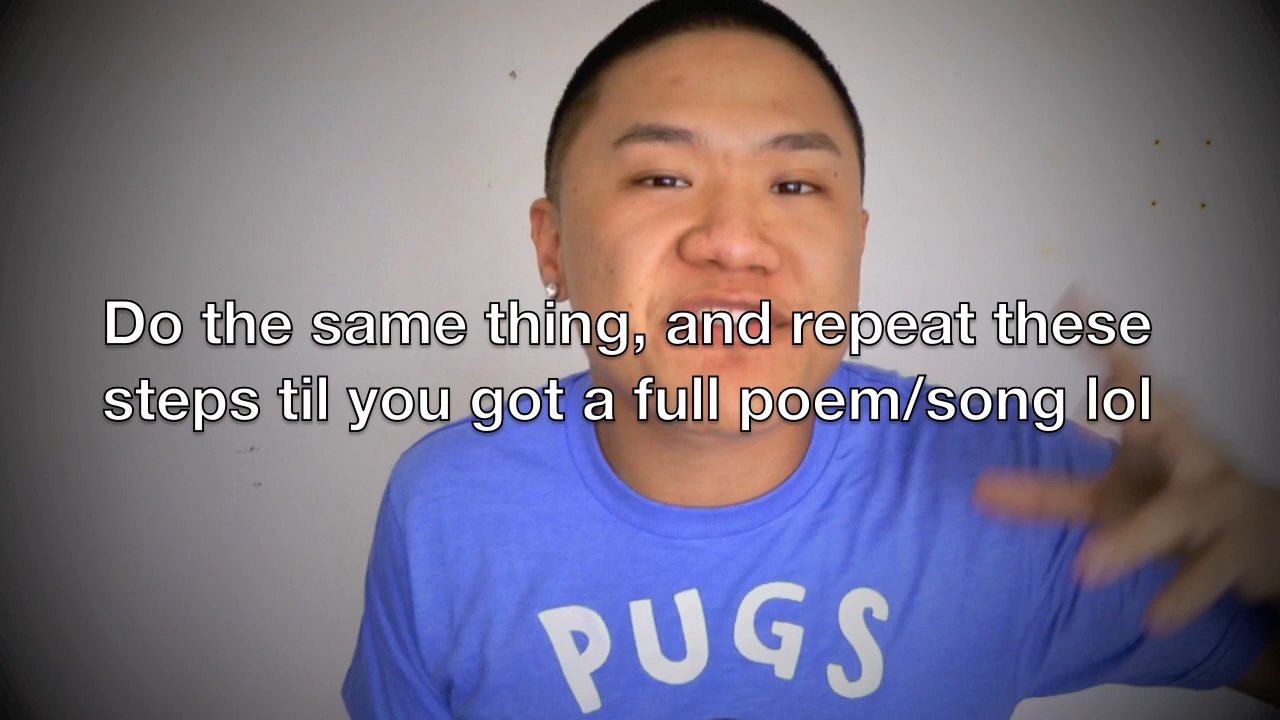 Do the same thing, and repeat these
steps til you got a full poem/song lol
PUGS